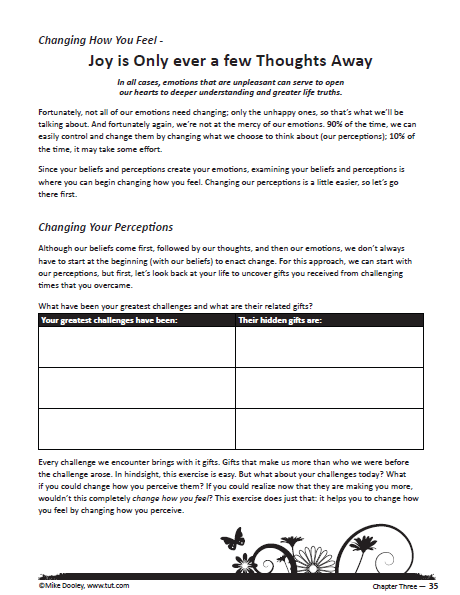 Changing How You Feel -
Joy is Only ever a few Thoughts Away
In all cases, emotions that are unpleasant can serve to open
our hearts to deeper understanding and greater life truths.
Fortunately, not all of our emotions need changing; only the unhappy ones, so that's what we'll be
talking about. And fortunately again, we're not at the mercy of our emotions. 90% of the time, we can
easily control and change them by changing what we choose to think about (our perceptions); 10% of
the time, it may take some effort.
Since your beliefs and perceptions create your emotions, examining your beliefs and perceptions is
where you can begin changing how you feel. Changing our perceptions is a little easier, so let's go
there first.
Changing Your Perceptions
Although our beliefs come first, followed by our thoughts, and then our emotions, we don't always
have to start at the beginning (with our beliefs) to enact change. For this approach, we can start with
our perceptions, but first, let's look back at your life to uncover gifts you received from challenging
times that you overcame.
What have been your greatest challenges and what are their related gifts?
Your greatest challenges have been: Their hidden gifts are:
Every challenge we encounter brings with it gifts. Gifts that make us more than who we were before
the challenge arose. In hindsight, this exercise is easy. But what about your challenges today? What
if you could change how you perceive them? If you could realize now that they are making you more,
wouldn't this completely change how you feel? This exercise does just that: it helps you to change how
you feel by changing how you perceive.
©Mike Dooley, www.tut.com Chapter Three — 35